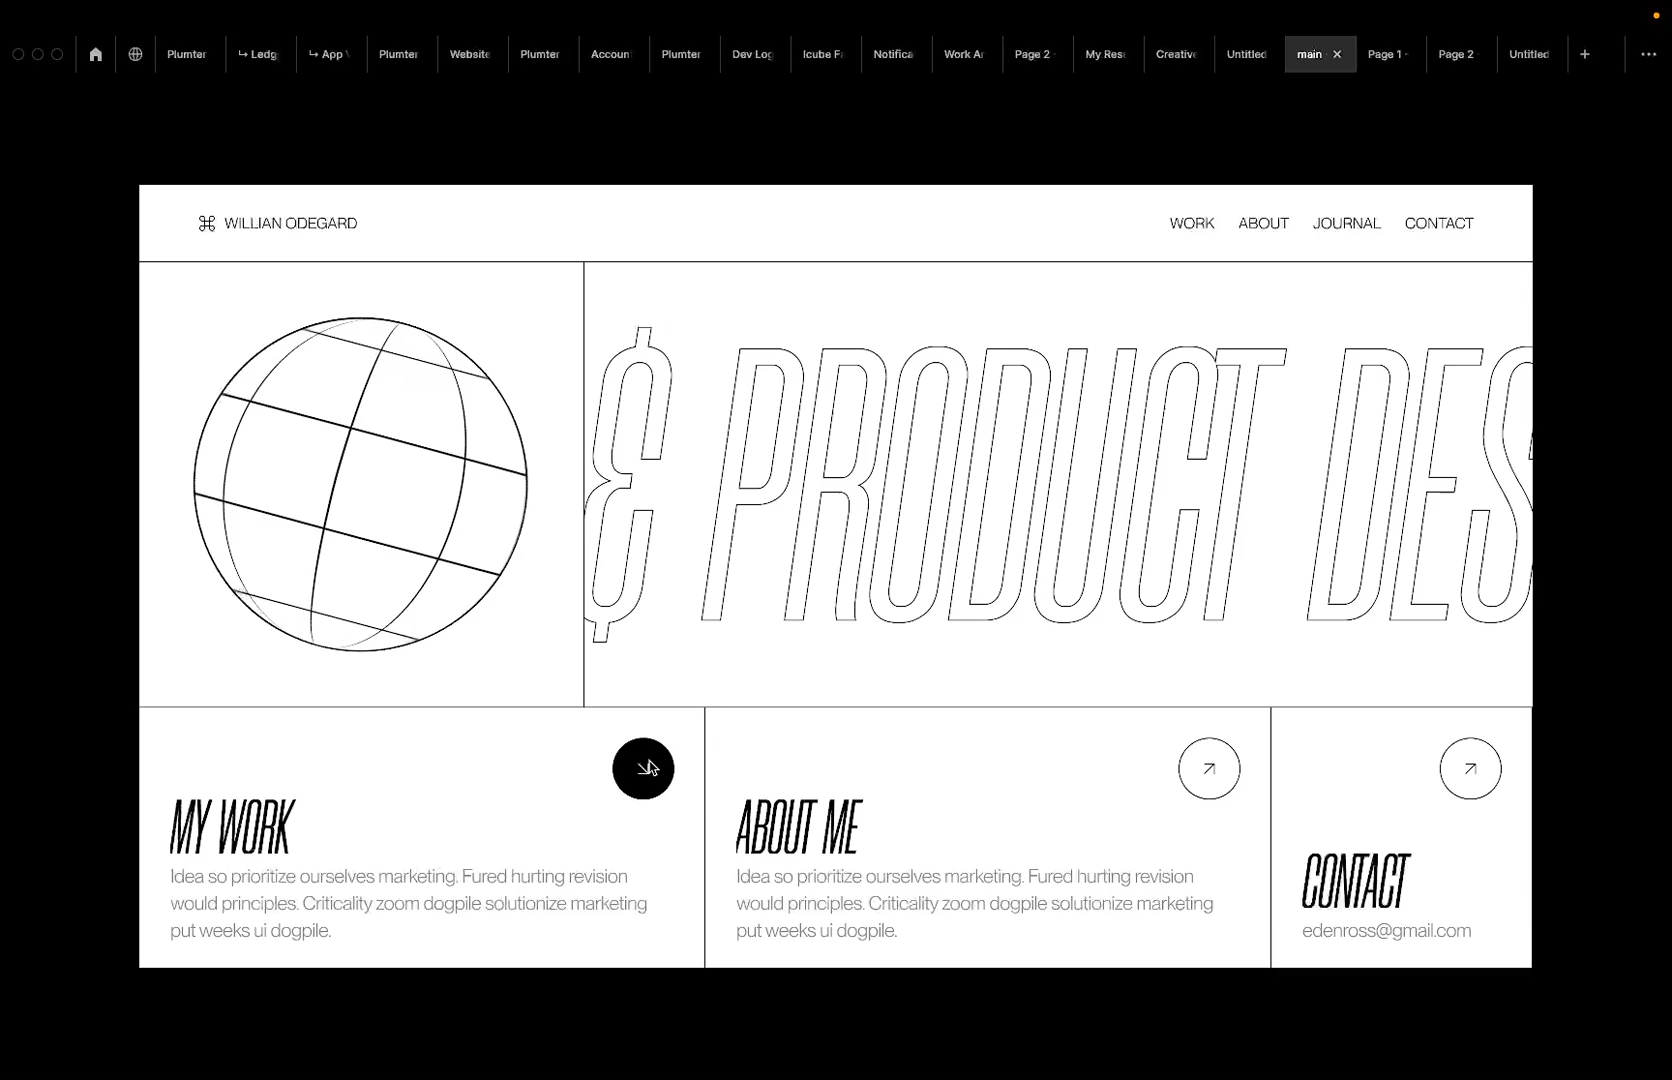 Plumter
↪ Ledg
↪ App
Plumter
Website
Plumter
Accoun
Plumter
Dev Log
Icube F
Notifica
Work Ar
Page 2 -
My Res
Creative
Untitled
main
Page 1 -
Page 2
Untitled
WILLIAN ODEGARD
WORK ABOUT JOURNAL CONTACT
& PRODUCT DES
MY WORK
Idea so prioritize ourselves marketing. Fured hurting revision
would principles. Criticality zoom dogpile solutionize marketing
put weeks ui dogpile.
ABOUT ME
Idea so prioritize ourselves marketing. Fured hurting revision
would principles. Criticality zoom dogpile solutionize marketing
put weeks ui dogpile.
CONTACT
edenross@gmail.com